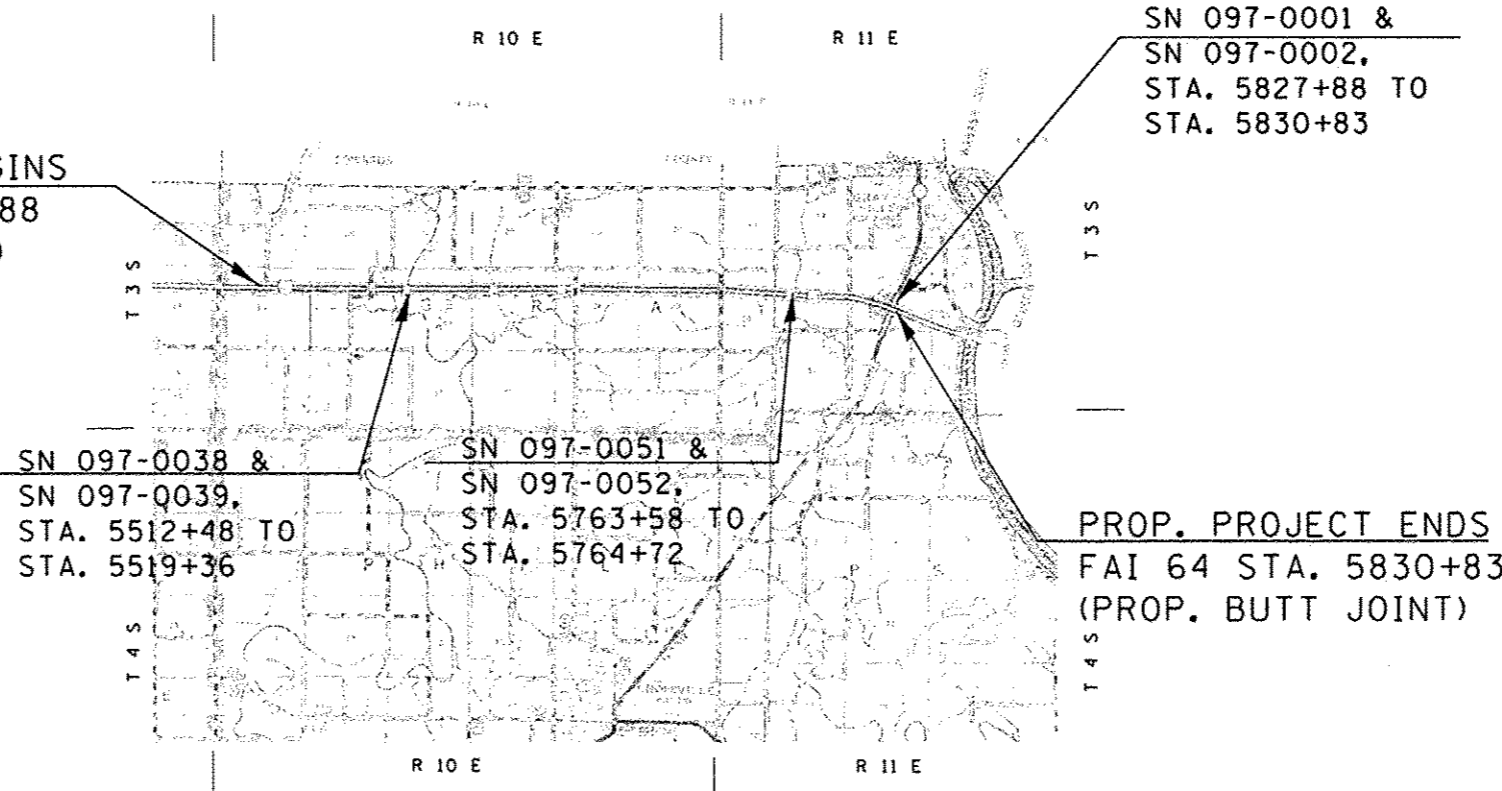 R 10 E
R 11 E
SN 097-0001 &
SN 097-0002,
STA. 5827+88 TO
STA. 5830+83
SINS
88
T 3 S
T 3 S
SN 097-0038 &
SN 097-0039,
STA. 5512+48 TO
STA. 5519+36
SN 097-0051 &
SN 097-0052,
STA. 5763+58 TO
STA. 5764+72
PROP. PROJECT ENDS
FAI 64 STA. 5830+83
(PROP. BUTT JOINT)
T 4 S
T 4 S
R 10 E
R 11 E